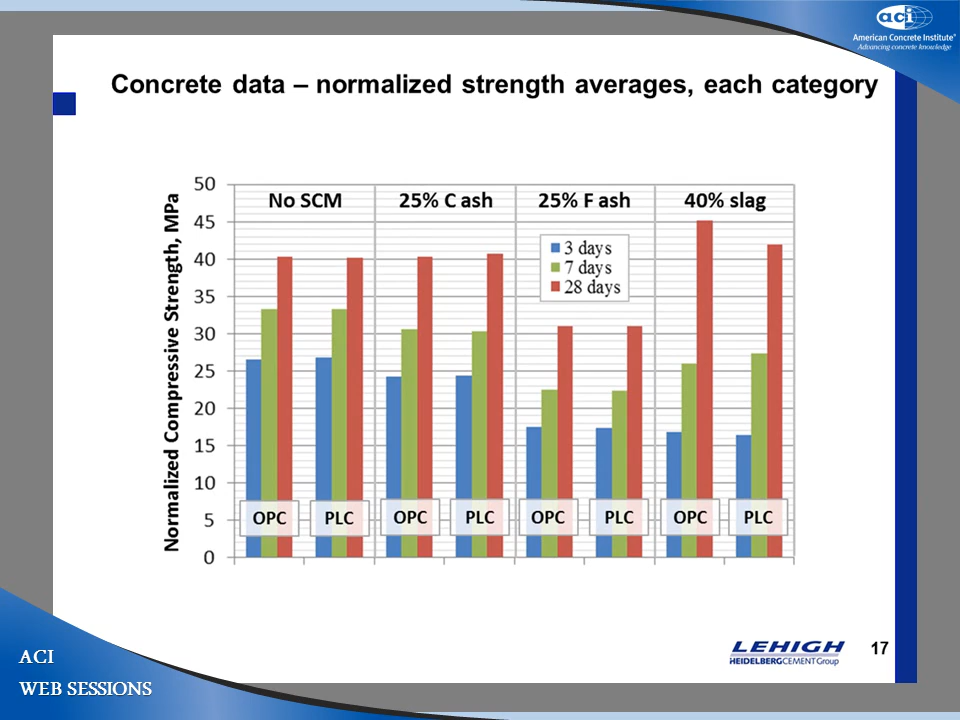 aci
American Concrete Institute®
Advancing concrete knowledge
Concrete data – normalized strength averages, each category
Normalized Compressive Strength, MPa
50
45
40
35
30
25
20
15
10
5
0
No SCM
25% C ash
25% F ash
40% slag
3 days
7 days
28 days
OPC
PLC
OPC
PLC
OPC
PLC
OPC
PLC
LEHIGH
HEIDELBERGCEMENT Group
17
ACI
WEB SESSIONS